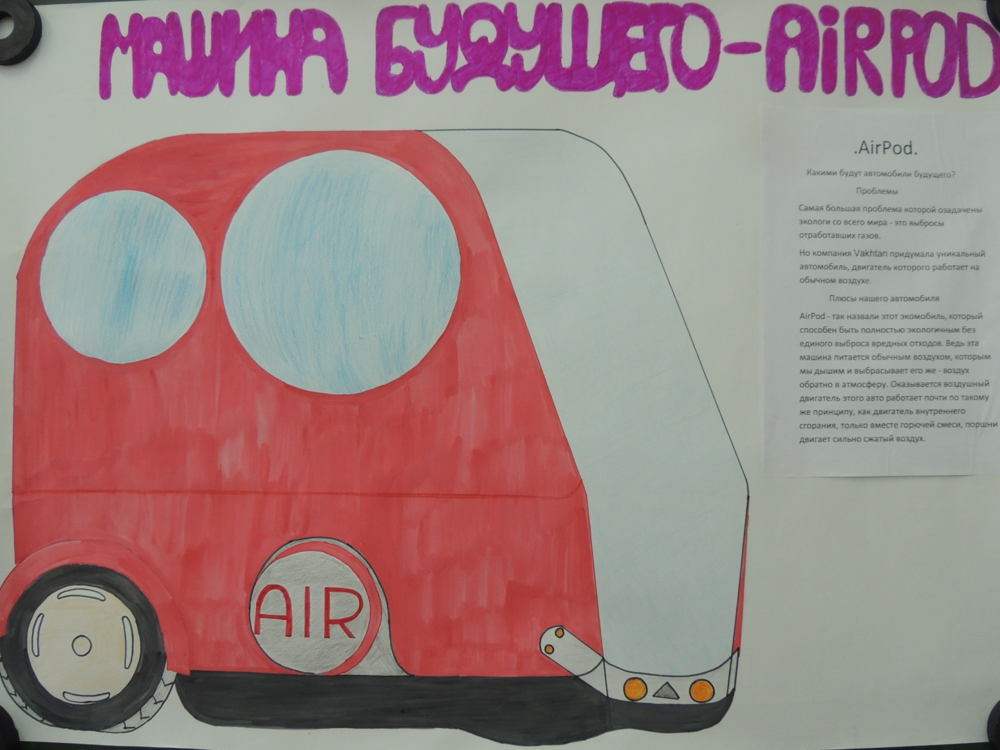 МАШИНА БУДУЩЕГО-AiRPOD
.AirPod.
Какими будут автомобили будущего?
Проблемы
Самая большая проблема которой озадачены
экологи со всего мира - это выбросы
отработавших газов.
Но компания Vakhtan придумала уникальный
автомобиль, двигатель которого работает на
обычном воздухе.
Плюсы нашего автомобиля
AirPod - так назвали этот экомобиль, который
способен быть полностью экологичным без
единого выброса вредных отходов. Ведь эта
машина питается обычным воздухом, которым
мы дышим и выбрасывает его же - воздух
обратно в атмосферу. Оказывается воздушный
двигатель этого авто работает почти по такому
же принципу, как двигатель внутреннего
сгорания, только вместе горючей смеси, поршни
двигает сильно сжатый воздух.
AIR